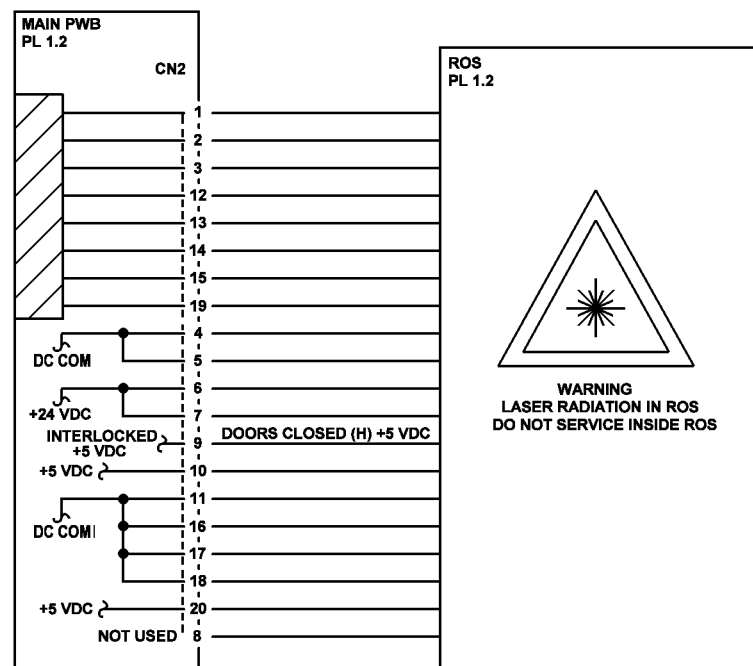 MAIN PWB
PL 1.2
CN2
ROS
PL 1.2
1
2
3
12
13
14
15
19
4
DC COM
5
6
+24 VDC
7
INTERLOCKED
+5 VDC
9
DOORS CLOSED (H) +5 VDC
+5 VDC
10
11
DC COM
16
17
18
+5 VDC
20
NOT USED
8
WARNING
LASER RADIATION IN ROS
DO NOT SERVICE INSIDE ROS